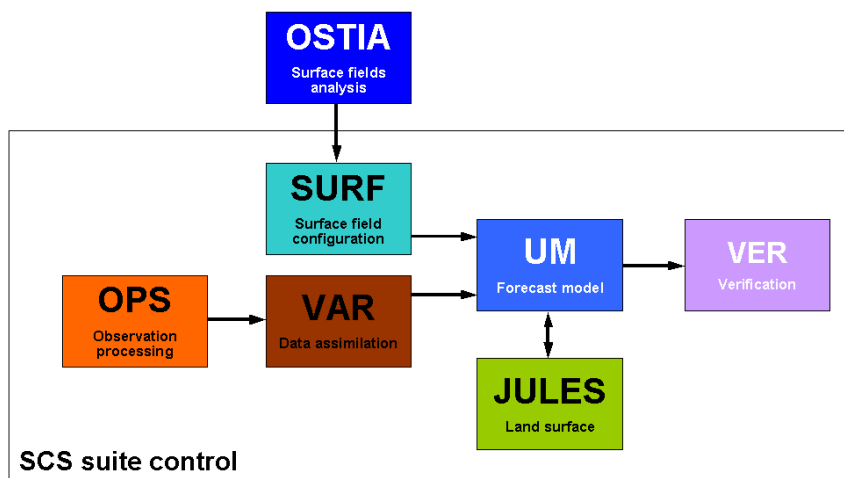 OSTIA
Surface fields
analysis
SURF
Surface field
configuration
UM
Forecast model
VER
Verification
OPS
Observation
processing
VAR
Data assimilation
JULES
Land surface
SCS suite control